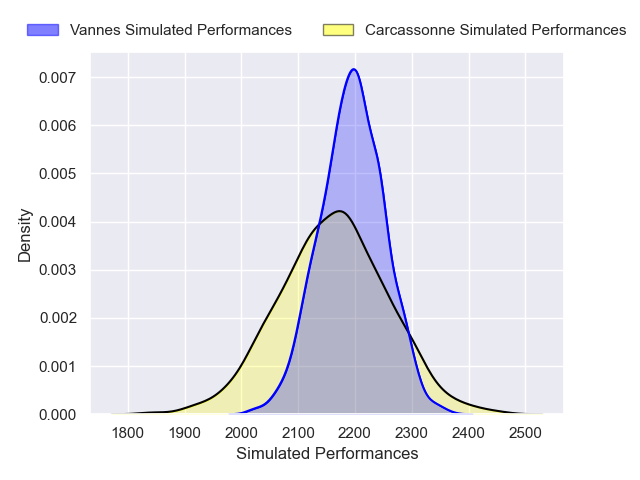 Vannes Simulated Performances Carcassonne Simulated Performances
0.007
0.006
0.005
0.004
0.003
0.002
0.001
0.000
Density
1800 1900 2000 2100 2200 2300 2400 2500
Simulated Performances